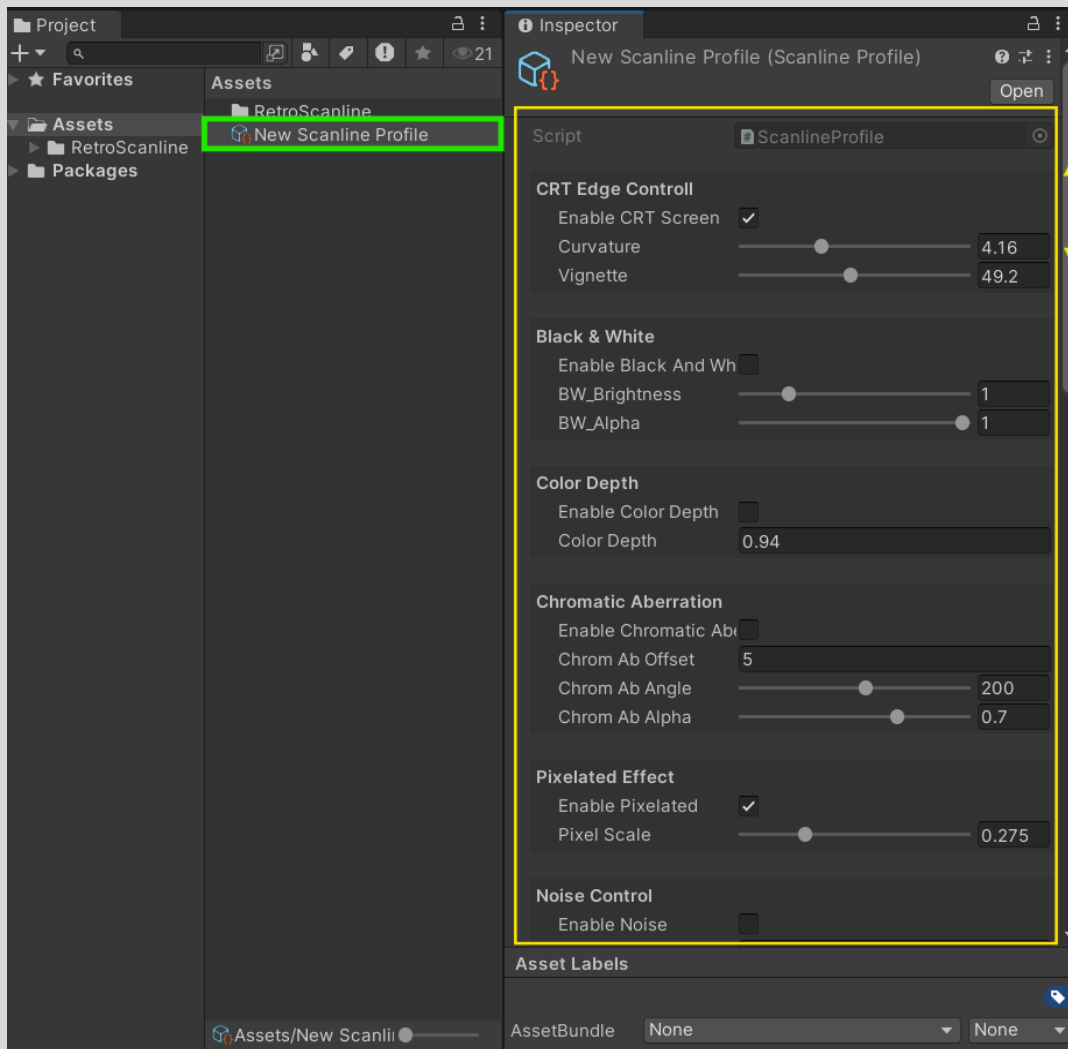 Project
21
Favorites
Assets
RetroScanline
Packages
Assets
RetroScanline
New Scanline Profile
Assets/New Scanli
Inspector
New Scanline Profile (Scanline Profile)
Open
Script ScanlineProfile
CRT Edge Controll
Enable CRT Screen
Curvature 4.16
Vignette 49.2
Black & White
Enable Black And Wh
BW_Brightness 1
BW_Alpha 1
Color Depth
Enable Color Depth
Color Depth 0.94
Chromatic Aberration
Enable Chromatic Abe
Chrom Ab Offset 5
Chrom Ab Angle 200
Chrom Ab Alpha 0.7
Pixelated Effect
Enable Pixelated
Pixel Scale 0.275
Noise Control
Enable Noise
Asset Labels
AssetBundle None None